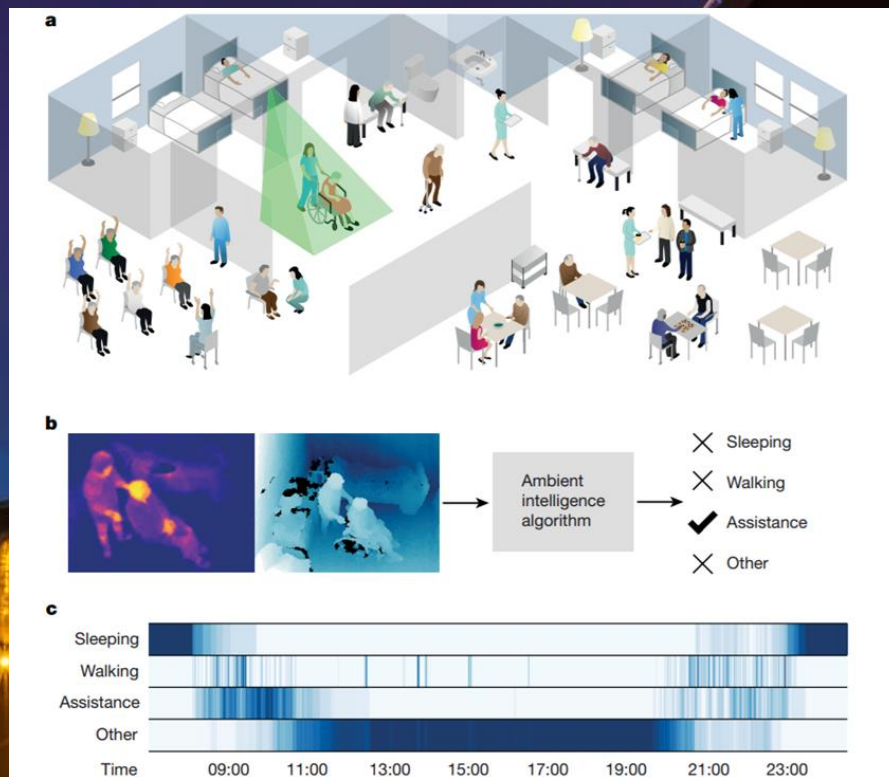 a
b
Ambient
intelligence
algorithm
Sleeping
Walking
Assistance
Other
c
Sleeping
Walking
Assistance
Other
Time 09:00 11:00 13:00 15:00 17:00 19:00 21:00 23:00